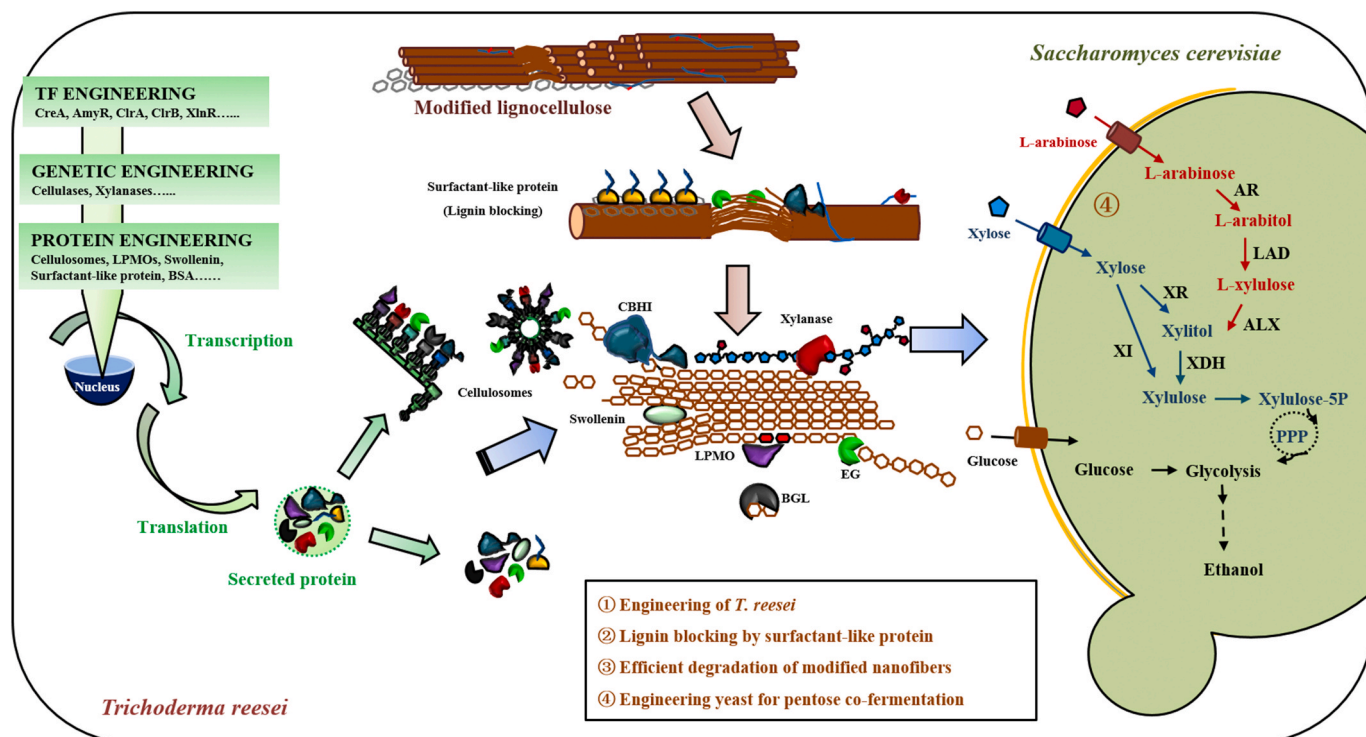 Saccharomyces cerevisiae
TF ENGINEERING
CreA, AmyR, ClrA, ClrB, XlnR…...
GENETIC ENGINEERING
Cellulases, Xylanases…...
PROTEIN ENGINEERING
Cellulosomes, LPMOs, Swollenin,
Surfactant-like protein, BSA……
Nucleus
Transcription
Translation
Secreted protein
Trichoderma reesei
Modified lignocellulose
Surfactant-like protein
(Lignin blocking)
Cellulosomes
CBHI
Xylanase
Swollenin
LPMO
EG
BGL
① Engineering of T. reesei
② Lignin blocking by surfactant-like protein
③ Efficient degradation of modified nanofibers
④ Engineering yeast for pentose co-fermentation
④
L-arabinose
L-arabinose
AR
L-arabitol
LAD
L-xylulose
ALX
Xylose
Xylose
XR
Xylitol
XI
XDH
Xylulose
Xylulose-5P
PPP
Glucose
Glucose
Glycolysis
Ethanol